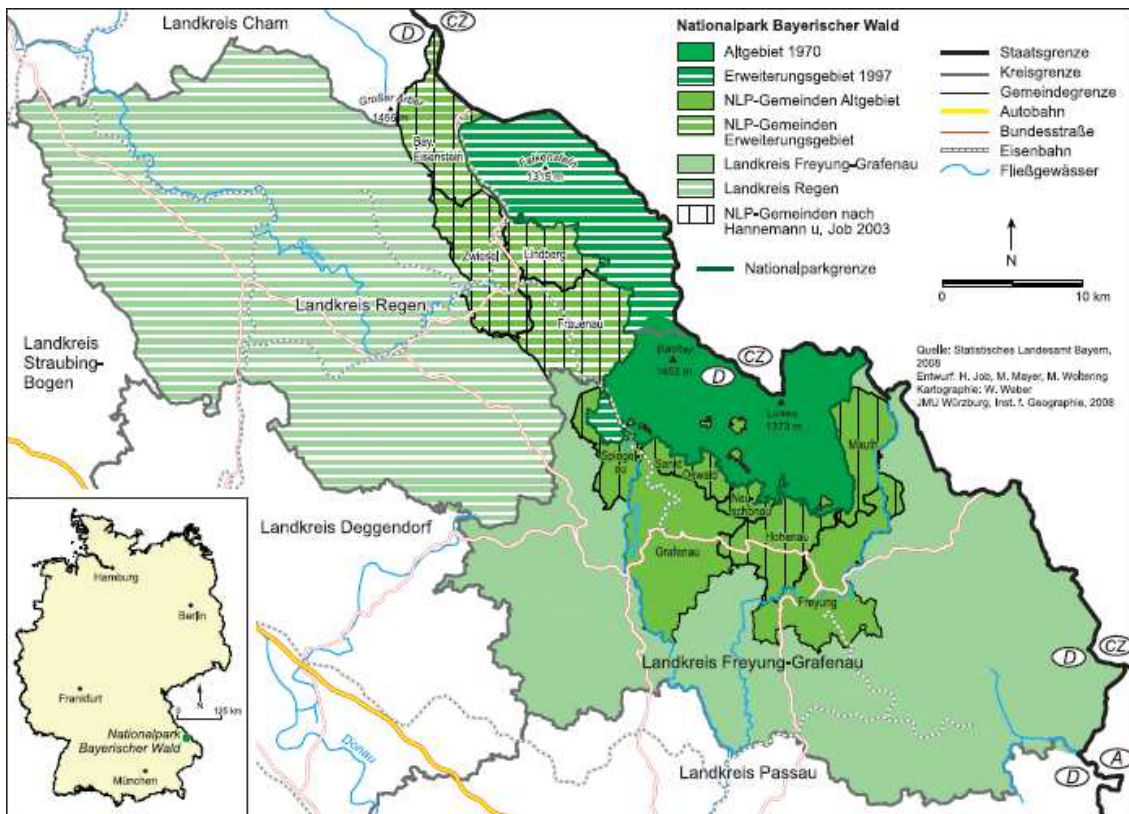 Landkreis Cham
D
CZ
Großer Arber
1456 m
Bay.
Eisenstein
Falkenstein
1315 m
Zwiesel
Lindberg
Regen
Landkreis Regen
Frauenau
Landkreis
Straubing-
Bogen
Rachel
1453 m
D
CZ
Lusen
1373 m
Mauth
Spiegel
au
Sankt
Oswald
Neu-
schönau
Hohenau
Grafenau
Freyung
Landkreis Deggendorf
Landkreis Freyung-Grafenau
D
CZ
Landkreis Passau
D
A
Donau
Nationalpark Bayerischer Wald
Altgebiet 1970
Erweiterungsgebiet 1997
NLP-Gemeinden Altgebiet
NLP-Gemeinden
Erweiterungsgebiet
Landkreis Freyung-Grafenau
Landkreis Regen
NLP-Gemeinden nach
Hannemann u, Job 2003
Nationalparkgrenze
Staatsgrenze
Kreisgrenze
Gemeindegrenze
Autobahn
Bundesstraße
Eisenbahn
Fließgewässer
N
0 10 km
Quelle: Statistisches Landesamt Bayern,
2008
Entwurf: H. Job, M. Mayer, M. Woltering
Kartographie: W. Weber
JMU Würzburg, Inst. f. Geographie, 2008
Hamburg
Berlin
Frankfurt
N
0 125 km
Nationalpark
Bayerischer Wald
München